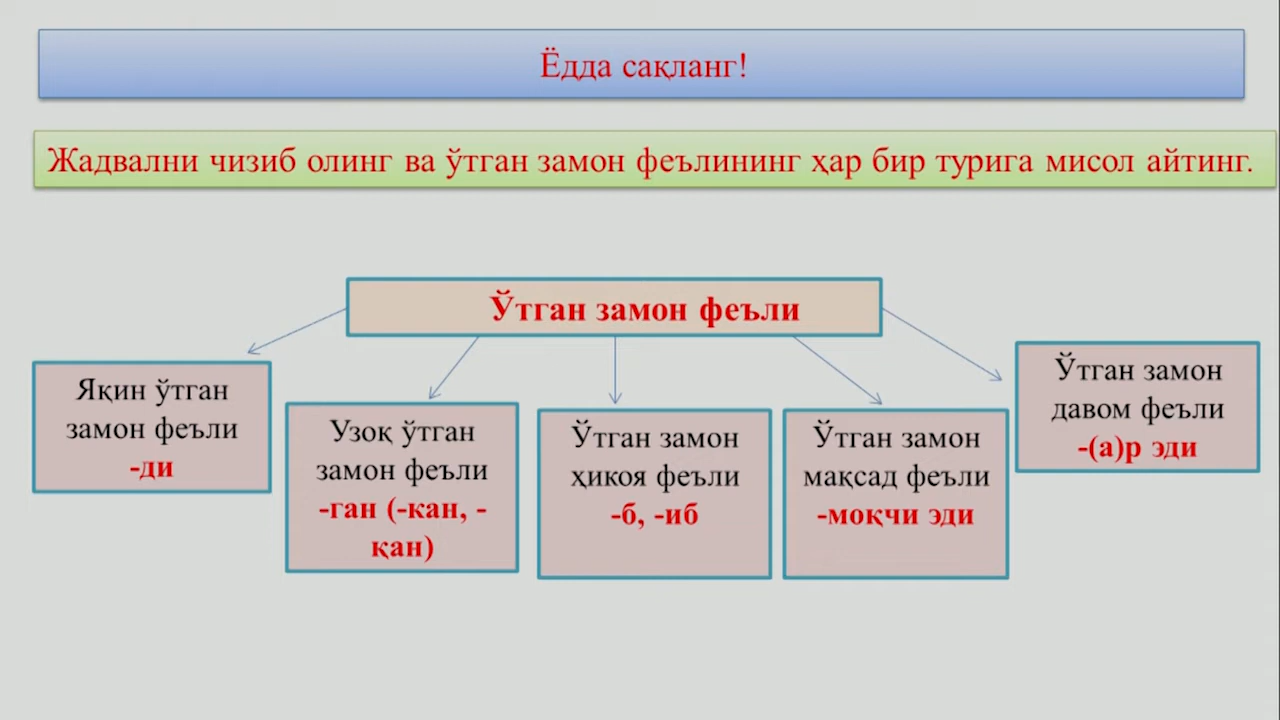 Ёдда сақланг!
Жадвални чизиб олинг ва ўтган замон феълининг ҳар бир турига мисол айтинг.
Ўтган замон феъли
Яқин ўтган
замон феъли
-ди
Узоқ ўтган
замон феъли
-ган (-кан, -
қан)
Ўтган замон
ҳикоя феъли
-б, -иб
Ўтган замон
мақсад феъли
-моқчи эди
Ўтган замон
давом феъли
-(а)р эди